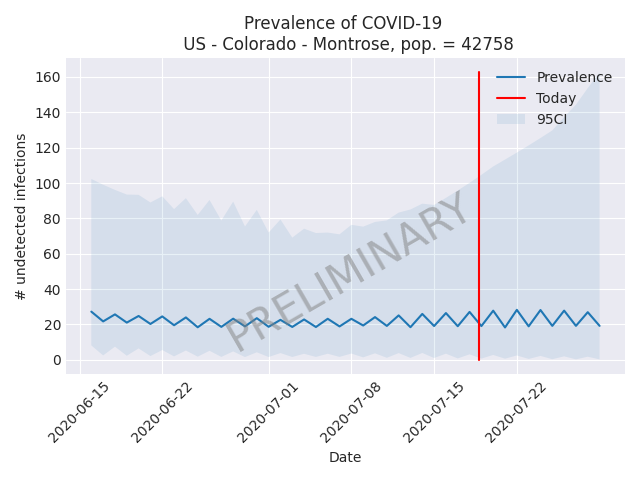 Prevalence of COVID-19
US - Colorado - Montrose, pop. = 42758
160
140
120
100
80
60
40
20
0
# undetected infections
Prevalence
Today
95CI
PRELIMINARY
2020-06-15
2020-06-22
2020-07-01
2020-07-08
2020-07-15
2020-07-22
Date